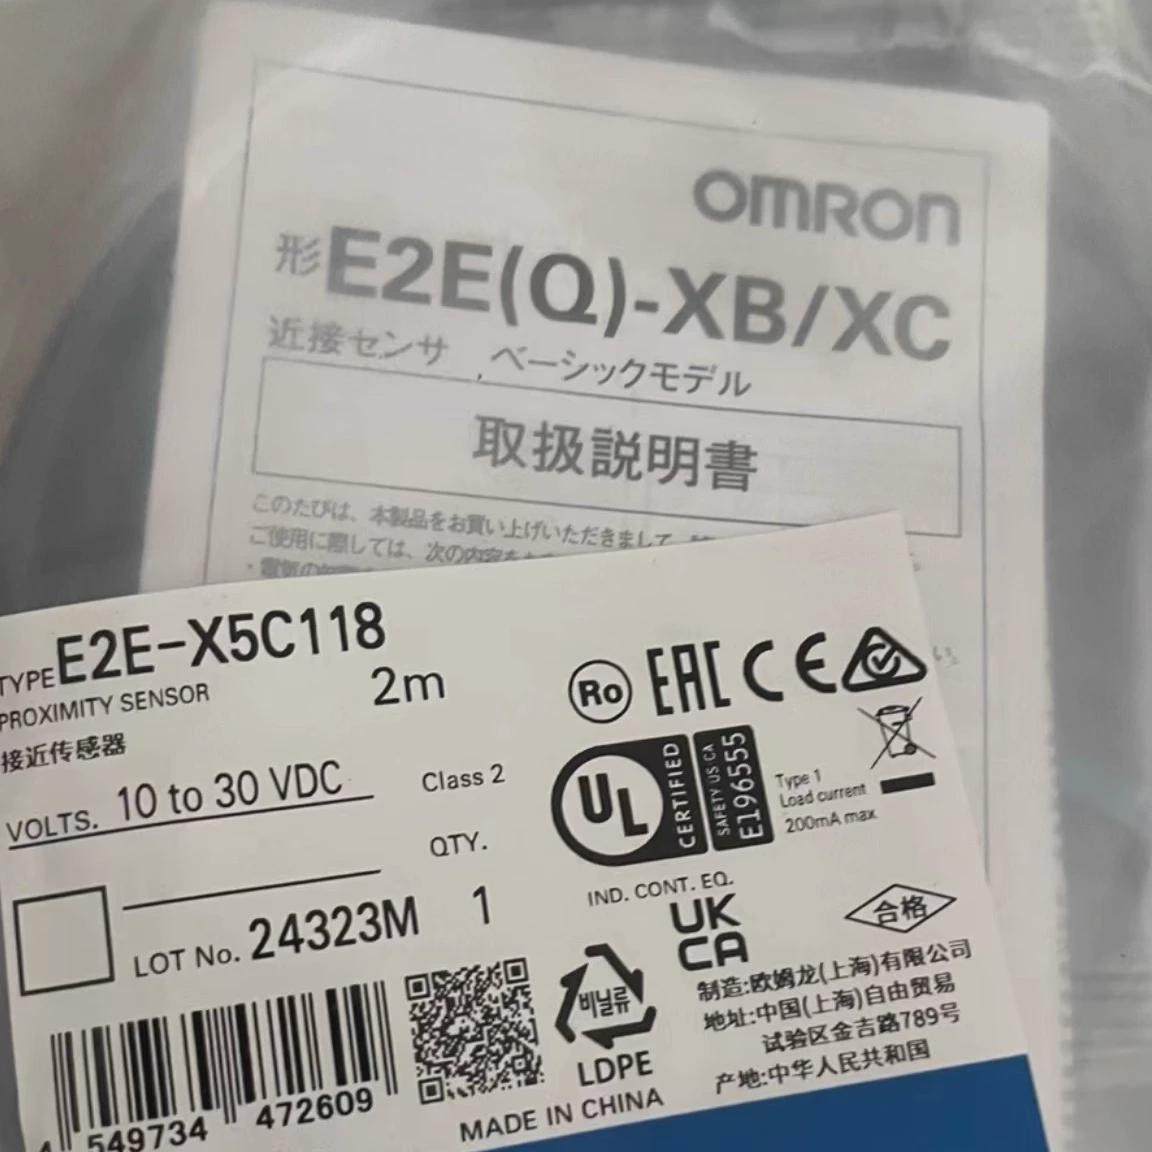 OMRON
形E2E(Q)-XB/XC
近接センサ ベーシックモデル
取扱説明書
このたびは、本製品をお買い上げいただきまして
ご使用に際しては、次の内容を
TYPE E2E-X5C118
2m
PROXIMITY SENSOR
接近传感器
VOLTS. 10 to 30 VDC
Class 2
QTY.
LOT No. 24323M 1
549734 472609
Ro EAC CE
UL CERTIFIED
SAFETY US CA
E196555
Type 1
Load current
200mA max
IND. CONT. EQ.
UK
CA
合格
비닐류
LDPE
制造:欧姆龙(上海)有限公司
地址:中国(上海)自由贸易
试验区金吉路789号
产地:中华人民共和国
MADE IN CHINA